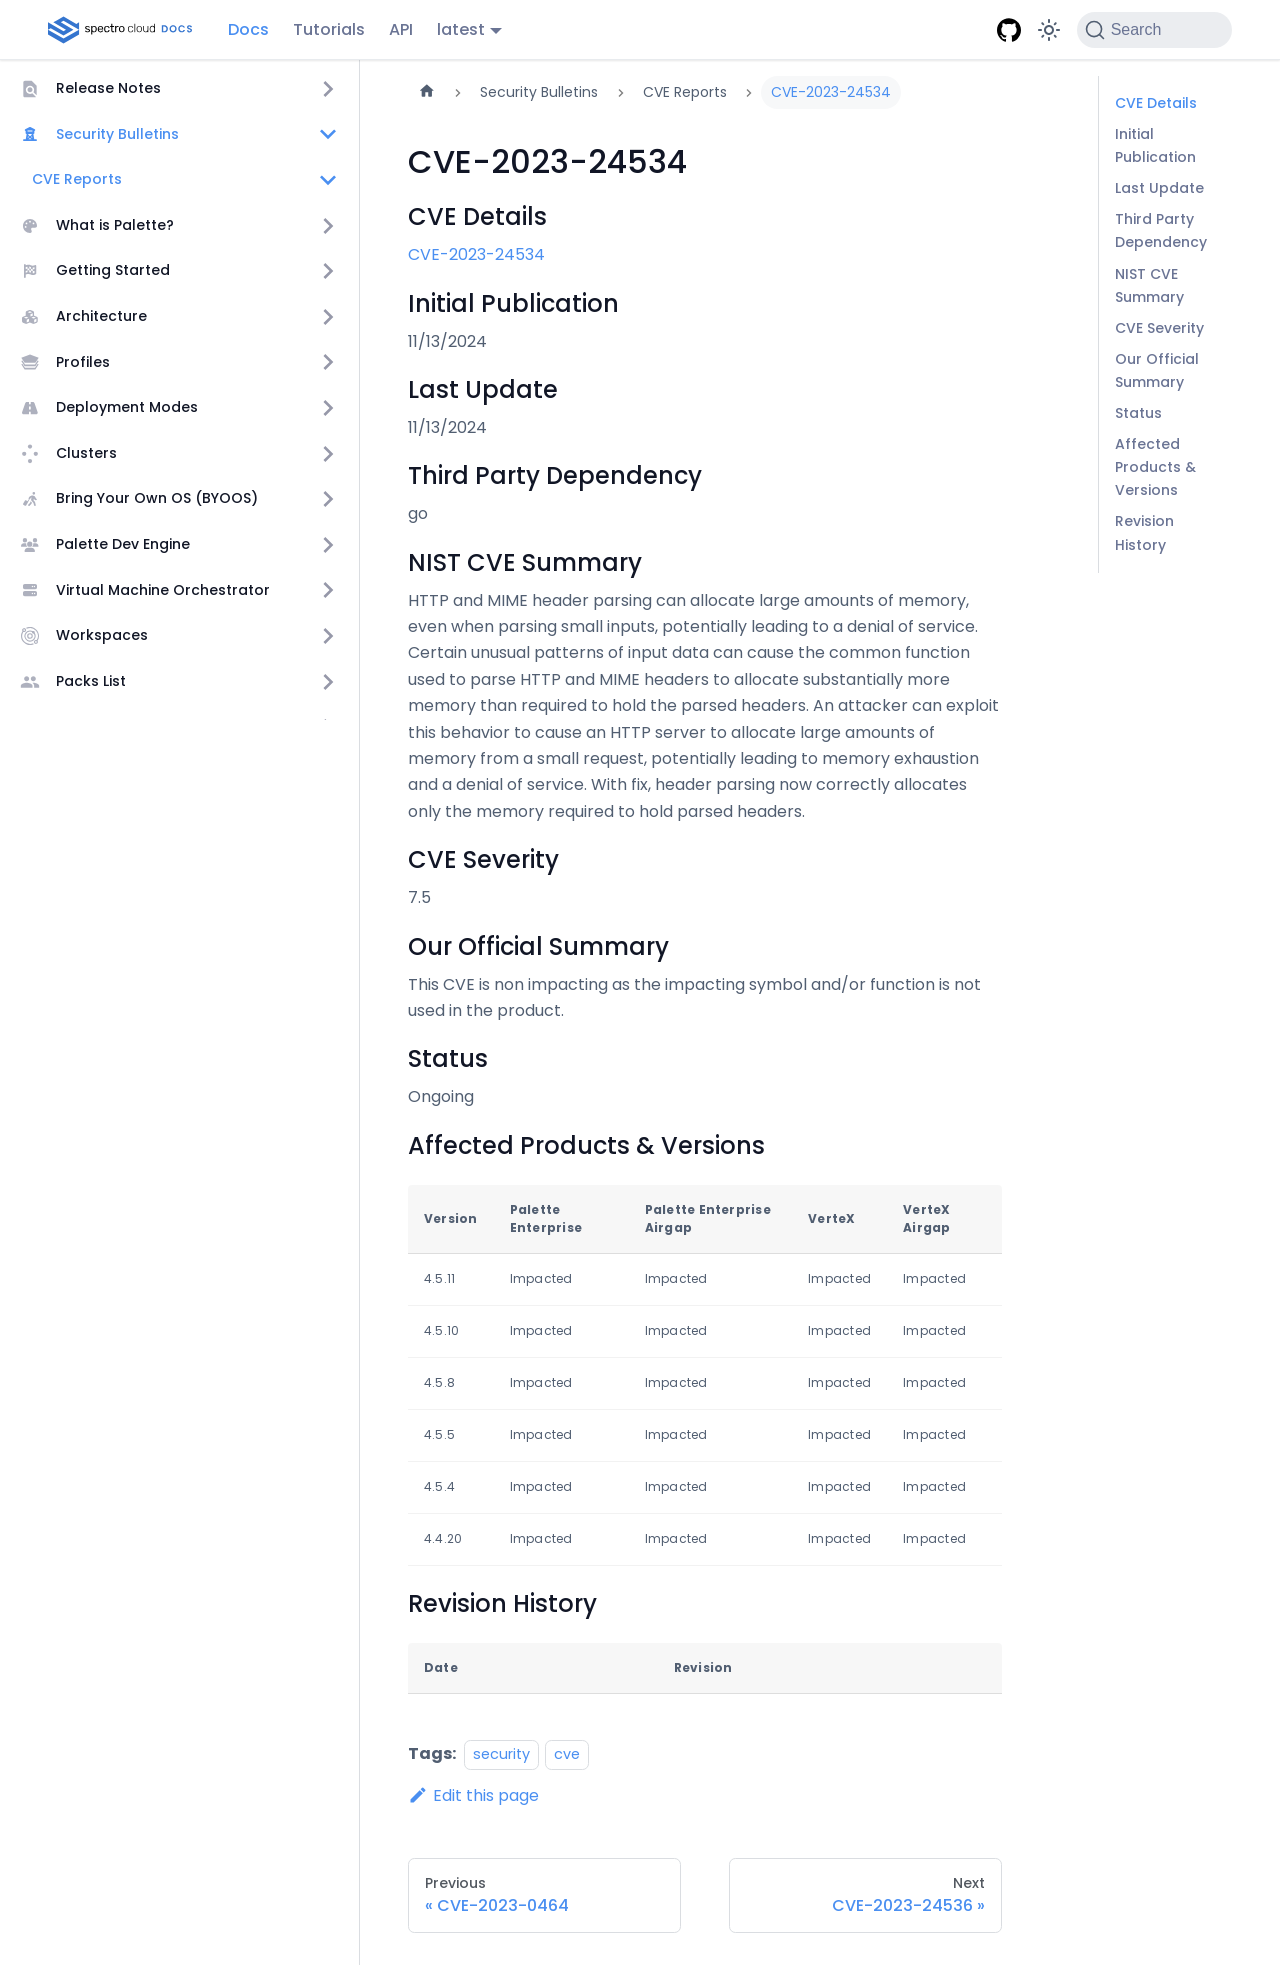 spectro cloud DOCS
Docs
Tutorials
API
latest
Search
Release Notes
Security Bulletins
CVE Reports
What is Palette?
Getting Started
Architecture
Profiles
Deployment Modes
Clusters
Bring Your Own OS (BYOOS)
Palette Dev Engine
Virtual Machine Orchestrator
Workspaces
Packs List
Security Bulletins
CVE Reports
CVE-2023-24534
CVE-2023-24534
CVE Details
CVE-2023-24534
Initial Publication
11/13/2024
Last Update
11/13/2024
Third Party Dependency
go
NIST CVE Summary
HTTP and MIME header parsing can allocate large amounts of memory,
even when parsing small inputs, potentially leading to a denial of service.
Certain unusual patterns of input data can cause the common function
used to parse HTTP and MIME headers to allocate substantially more
memory than required to hold the parsed headers. An attacker can exploit
this behavior to cause an HTTP server to allocate large amounts of
memory from a small request, potentially leading to memory exhaustion
and a denial of service. With fix, header parsing now correctly allocates
only the memory required to hold parsed headers.
CVE Severity
7.5
Our Official Summary
This CVE is non impacting as the impacting symbol and/or function is not
used in the product.
Status
Ongoing
Affected Products & Versions
Version Palette Enterprise Palette Enterprise Airgap VerteX VerteX Airgap
4.5.11 Impacted Impacted Impacted Impacted
4.5.10 Impacted Impacted Impacted Impacted
4.5.8 Impacted Impacted Impacted Impacted
4.5.5 Impacted Impacted Impacted Impacted
4.5.4 Impacted Impacted Impacted Impacted
4.4.20 Impacted Impacted Impacted Impacted
Revision History
Date Revision
Tags: security cve
Edit this page
Previous
« CVE-2023-0464
Next
CVE-2023-24536 »
CVE Details
Initial
Publication
Last Update
Third Party
Dependency
NIST CVE
Summary
CVE Severity
Our Official
Summary
Status
Affected
Products &
Versions
Revision
History